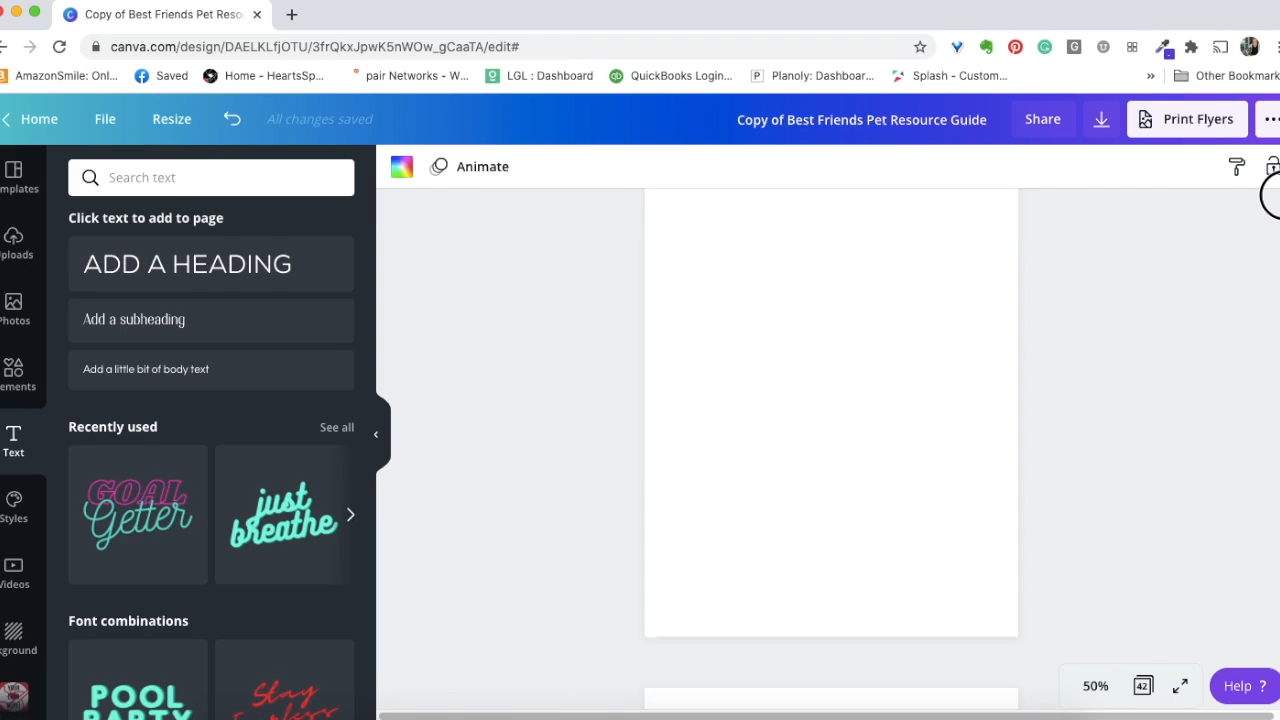 Copy of Best Friends Pet Reso
canva.com/design/DAELKLfjOTU/3frQkxJpwK5nWOw_gCaaTA/edit#
AmazonSmile: Onl...
Saved
Home - HeartsSp...
pair Networks - W...
LGL : Dashboard
QuickBooks Login...
Planoly: Dashboar...
Splash - Custom...
»
Other Bookmark
Home
File
Resize
All changes saved
Copy of Best Friends Pet Resource Guide
Share
Print Flyers
mplates
Uploads
Photos
ements
Text
Styles
Videos
kground
Search text
Click text to add to page
ADD A HEADING
Add a subheading
Add a little bit of body text
Recently used
See all
GOAL
Getter
just
breathe
Font combinations
POOL
PARTY
Stay
Animate
50%
42
Help ?